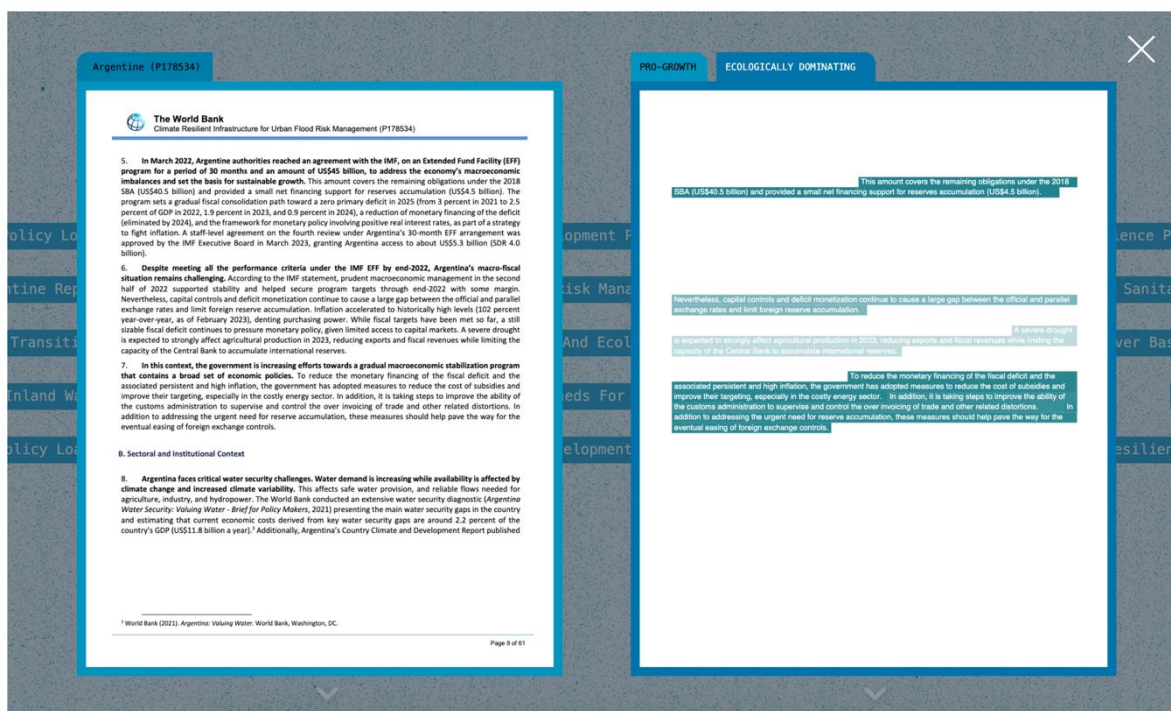 Argentine (P178534)
The World Bank
Climate Resilient Infrastructure for Urban Flood Risk Management (P178534)
5. In March 2022, Argentine authorities reached an agreement with the IMF, on an Extended Fund Facility (EFF)
program for a period of 30 months and an amount of US$45 billion, to address the economy's macroeconomic
imbalances and set the basis for sustainable growth. This amount covers the remaining obligations under the 2018
SBA (US$40.5 billion) and provided a small net financing support for reserves accumulation (US$4.5 billion). The
program sets a gradual fiscal consolidation path toward a zero primary deficit in 2025 (from 3 percent in 2021 to 2.5
percent of GDP in 2022, 1.9 percent in 2023, and 0.9 percent in 2024), a reduction of monetary financing of the deficit
(eliminated by 2024), and the framework for monetary policy involving positive real interest rates, as part of a strategy
to fight inflation. A staff-level agreement on the fourth review under Argentina's 30-month EFF arrangement was
approved by the IMF Executive Board in March 2023, granting Argentina access to about US$5.3 billion (SDR 4.0
billion).
6. Despite meeting all the performance criteria under the IMF EFF by end-2022, Argentina's macro-fiscal
situation remains challenging. According to the IMF statement, prudent macroeconomic management in the second
half of 2022 supported stability and helped secure program targets through end-2022 with some margin.
Nevertheless, capital controls and deficit monetization continue to cause a large gap between the official and parallel
exchange rates and limit foreign reserve accumulation. Inflation accelerated to historically high levels (102 percent
year-over-year, as of February 2023), denting purchasing power. While fiscal targets have been met so far, a still
sizable fiscal deficit continues to pressure monetary policy, given limited access to capital markets. A severe drought
is expected to strongly affect agricultural production in 2023, reducing exports and fiscal revenues while limiting the
capacity of the Central Bank to accumulate international reserves.
7. In this context, the government is increasing efforts towards a gradual macroeconomic stabilization program
that contains a broad set of economic policies. To reduce the monetary financing of the fiscal deficit and the
associated persistent and high inflation, the government has adopted measures to reduce the cost of subsidies and
improve their targeting, especially in the costly energy sector. In addition, it is taking steps to improve the ability of
the customs administration to supervise and control the over invoicing of trade and other related distortions. In
addition to addressing the urgent need for reserve accumulation, these measures should help pave the way for the
eventual easing of foreign exchange controls.
B. Sectoral and Institutional Context
8. Argentina faces critical water security challenges. Water demand is increasing while availability is affected by
climate change and increased climate variability. This affects safe water provision, and reliable flows needed for
agriculture, industry, and hydropower. The World Bank conducted an extensive water security diagnostic (Argentina
Water Security: Valuing Water - Brief for Policy Makers, 2021) presenting the main water security gaps in the country
and estimating that current economic costs derived from key water security gaps are around 2.2 percent of the
country's GDP (US$11.8 billion a year).³ Additionally, Argentina's Country Climate and Development Report published
³ World Bank (2021). Argentina: Valuing Water. World Bank, Washington, DC.
Page 9 of 61
PRO-GROWTH
ECOLOGICALLY DOMINATING
This amount covers the remaining obligations under the 2018
SBA (US$40.5 billion) and provided a small net financing support for reserves accumulation (US$4.5 billion).
Nevertheless, capital controls and deficit monetization continue to cause a large gap between the official and parallel
exchange rates and limit foreign reserve accumulation.
A severe drought
is expected to strongly affect agricultural production in 2023, reducing exports and fiscal revenues while limiting the
capacity of the Central Bank to accumulate international reserves.
To reduce the monetary financing of the fiscal deficit and the
associated persistent and high inflation, the government has adopted measures to reduce the cost of subsidies and
improve their targeting, especially in the costly energy sector. In addition, it is taking steps to improve the ability of
the customs administration to supervise and control the over invoicing of trade and other related distortions. In
addition to addressing the urgent need for reserve accumulation, these measures should help pave the way for the
eventual easing of foreign exchange controls.